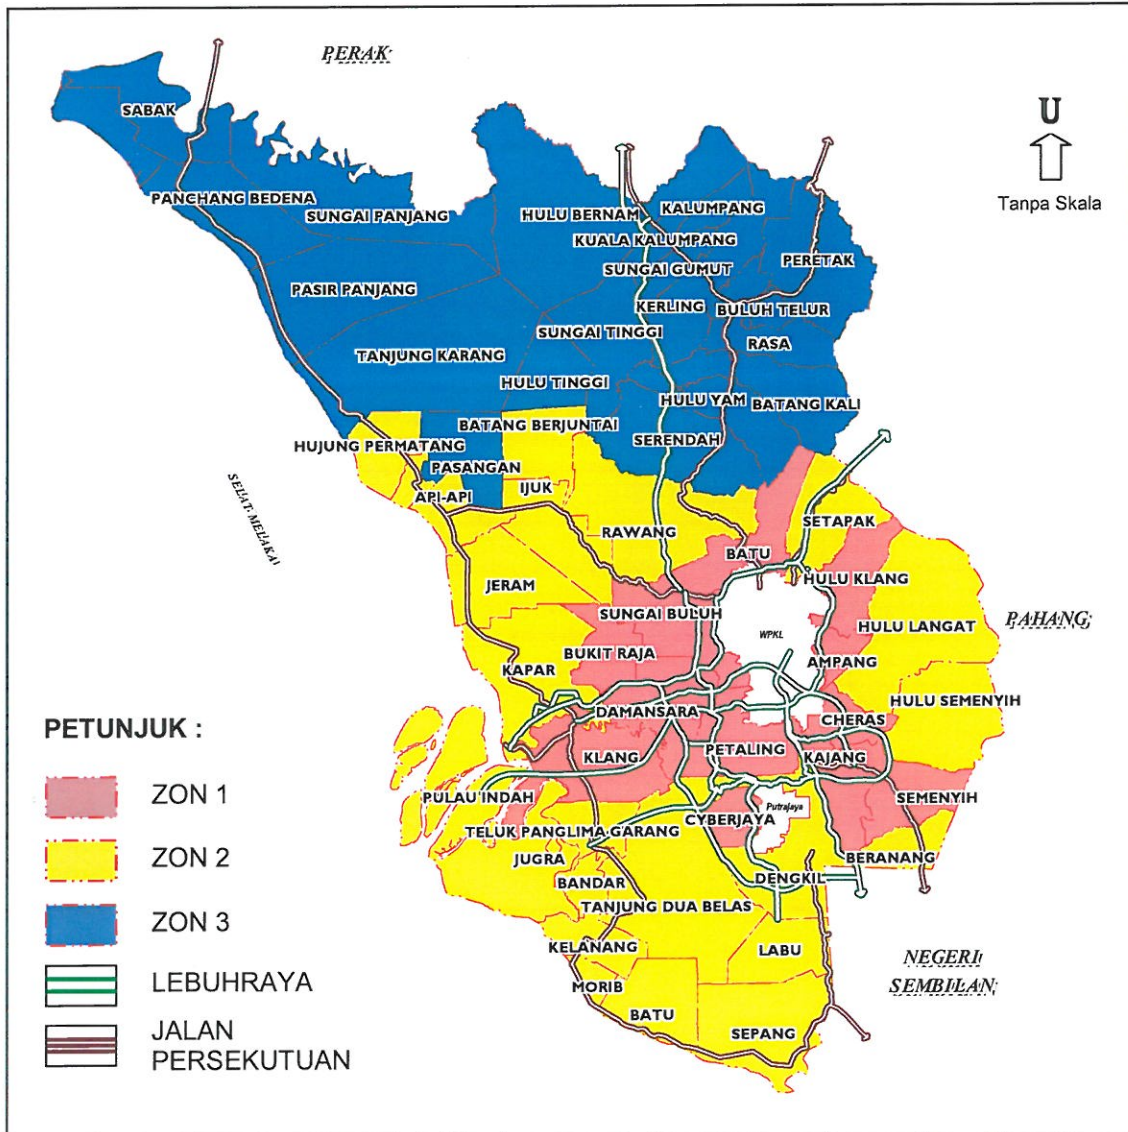 PERAK
U
Tanpa Skala
SABAK
PANCHANG BEDENA
SUNGAI PANJANG
HULU BERNAM
KALUMPANG
KUALA KALUMPANG
SUNGAI GUMUT
PERETAK
PASIR PANJANG
KERLING
BULUH TELUR
SUNGAI TINGGI
RASA
TANJUNG KARANG
HULU TINGGI
HULU YAM
BATANG KALI
BATANG BERJUNTAI
SERENDAH
HUJUNG PERMATANG
PASANGAN
API-API
IJUK
SELAT MELAKA
RAWANG
SETAPAK
BATU
JERAM
HULU KLANG
SUNGAI BULUH
WPKL
HULU LANGAT
PAHANG
BUKIT RAJA
KAPAR
AMPANG
HULU SEMENYIH
DAMANSARA
CHERAS
KLANG
PETALING
KAJANG
PULAU INDAH
SEMENYIH
Putrajaya
CYBERJAYA
TELUK PANGLIMA GARANG
JUGRA
BERANANG
BANDAR
DENGKIL
TANJUNG DUA BELAS
KELANANG
LABU
NEGERI
SEMBILAN
MORIB
BATU
SEPANG
PETUNJUK :
ZON 1
ZON 2
ZON 3
LEBUHRAYA
JALAN
PERSEKUTUAN